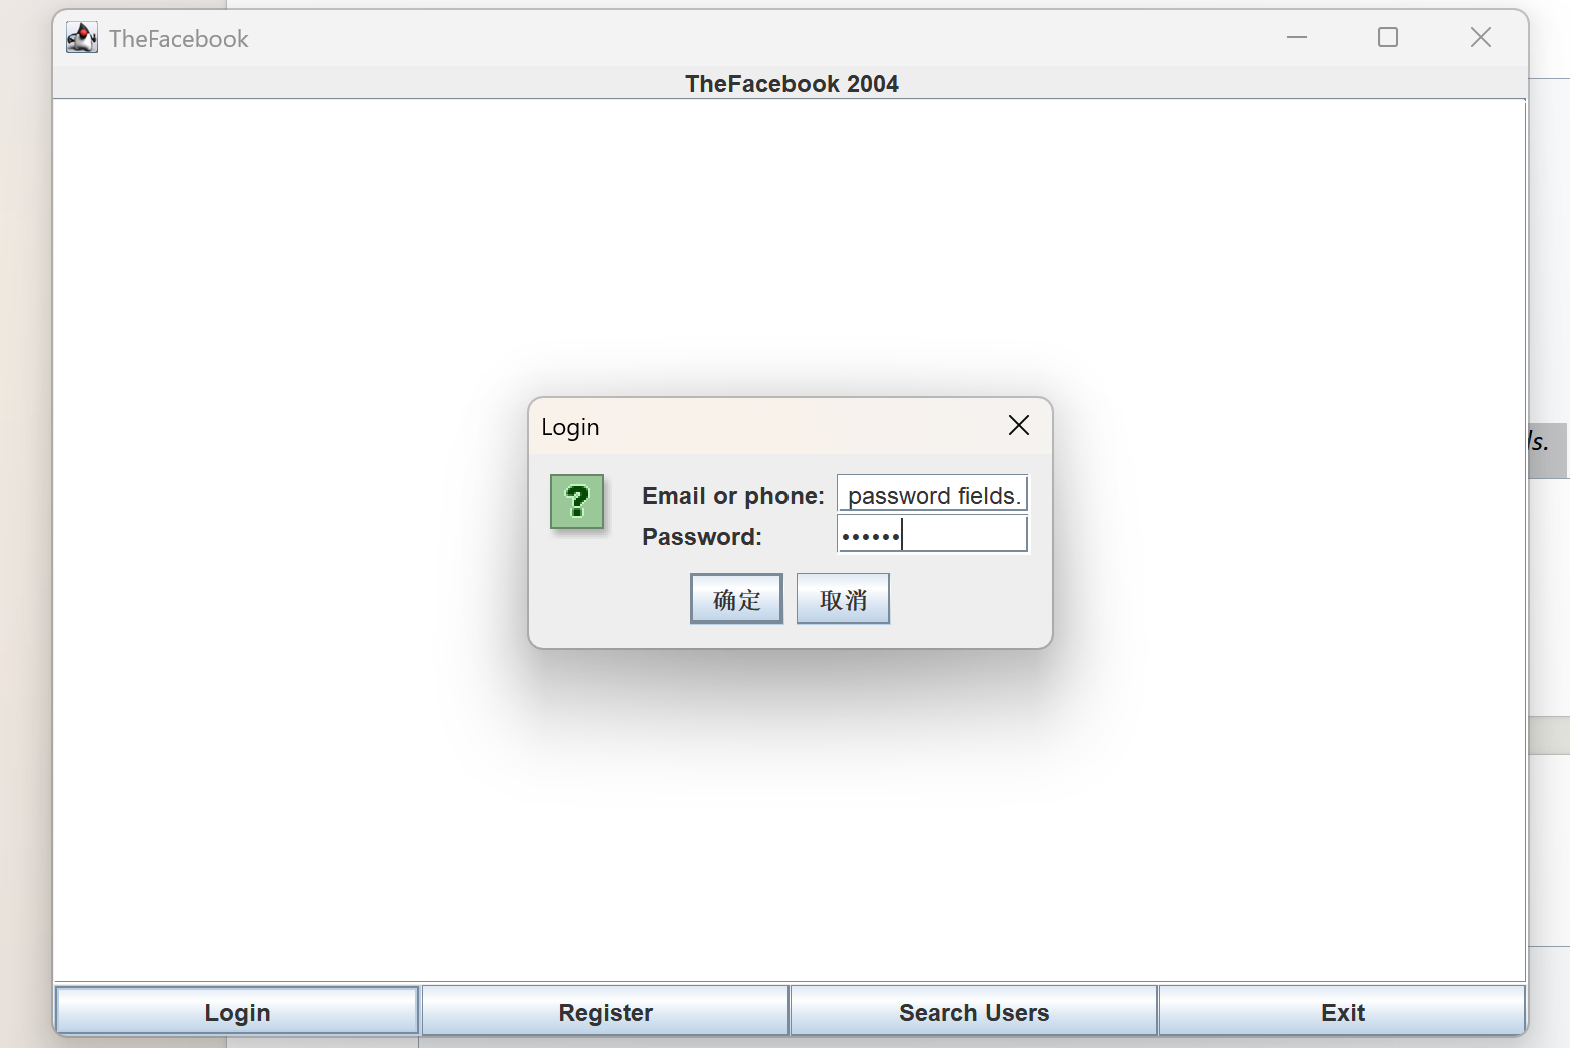 TheFacebook
TheFacebook 2004
ls.
Login
Email or phone: password fields.
Password: ••••••
确定 取消
Login Register Search Users Exit